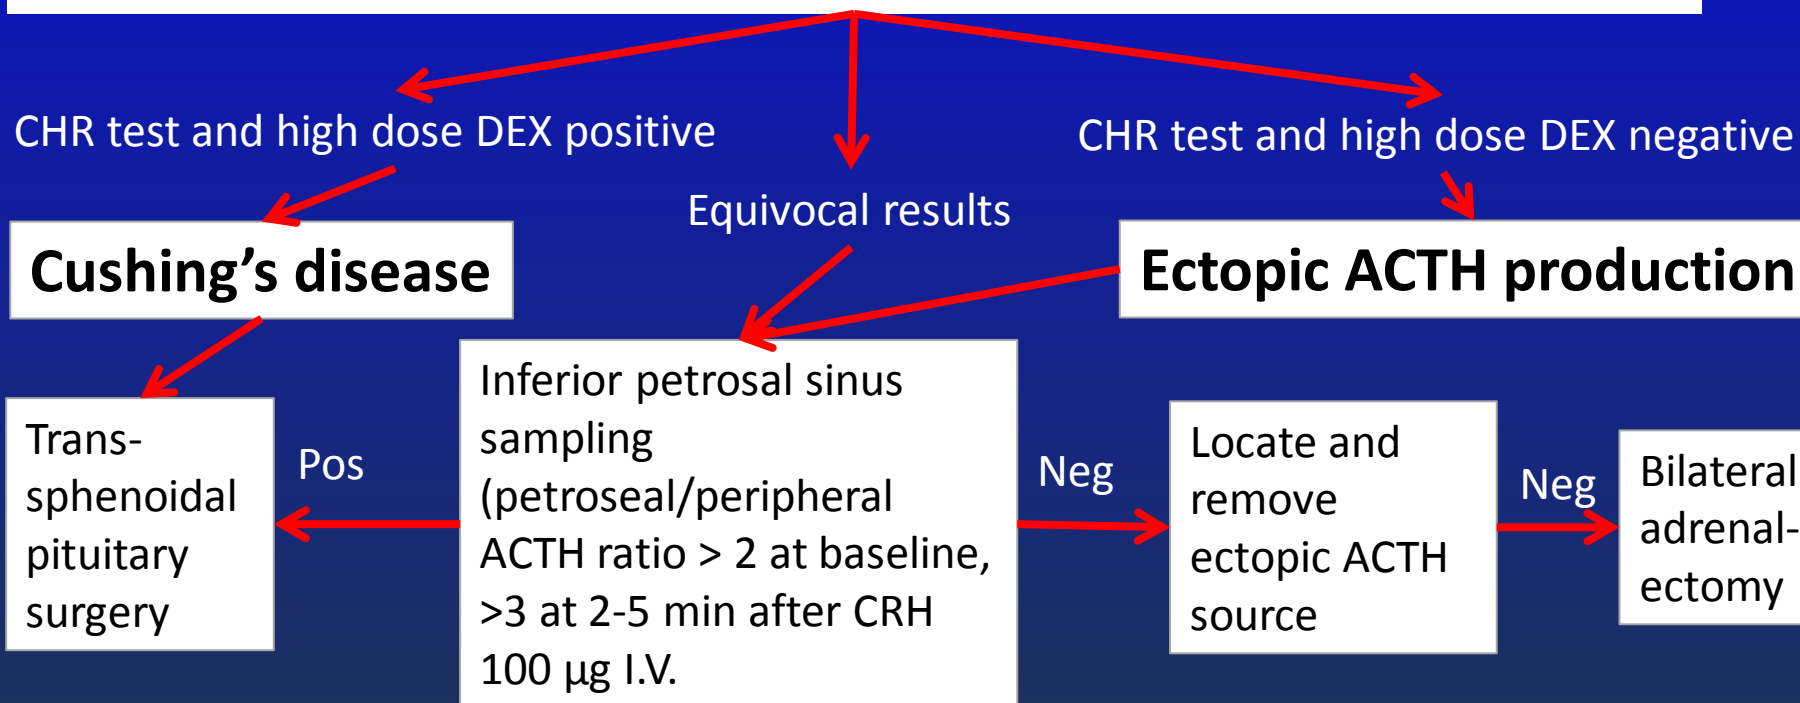 CHR test and high dose DEX positive
CHR test and high dose DEX negative
Equivocal results
Cushing’s disease
Ectopic ACTH production
Trans-
sphenoidal
pituitary
surgery
Pos
Inferior petrosal sinus
sampling
(petroseal/peripheral
ACTH ratio > 2 at baseline,
>3 at 2-5 min after CRH
100 µg I.V.
Neg
Locate and
remove
ectopic ACTH
source
Neg
Bilateral
adrenal-
ectomy